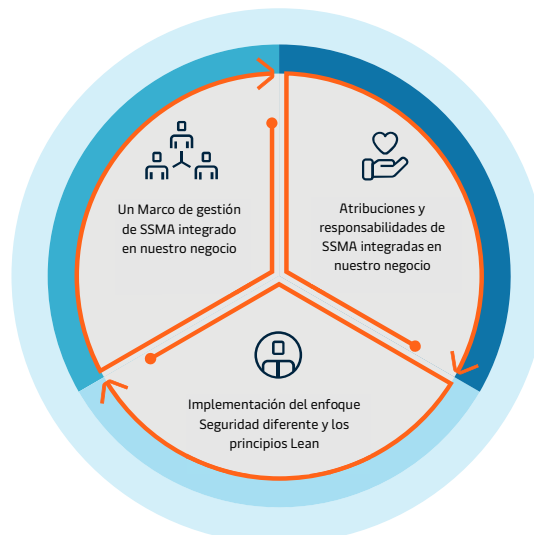 Un Marco de gestión
de SSMA integrado
en nuestro negocio
Atribuciones y
responsabilidades de
SSMA integradas en
nuestro negocio
Implementación del enfoque
Seguridad diferente y los
principios Lean